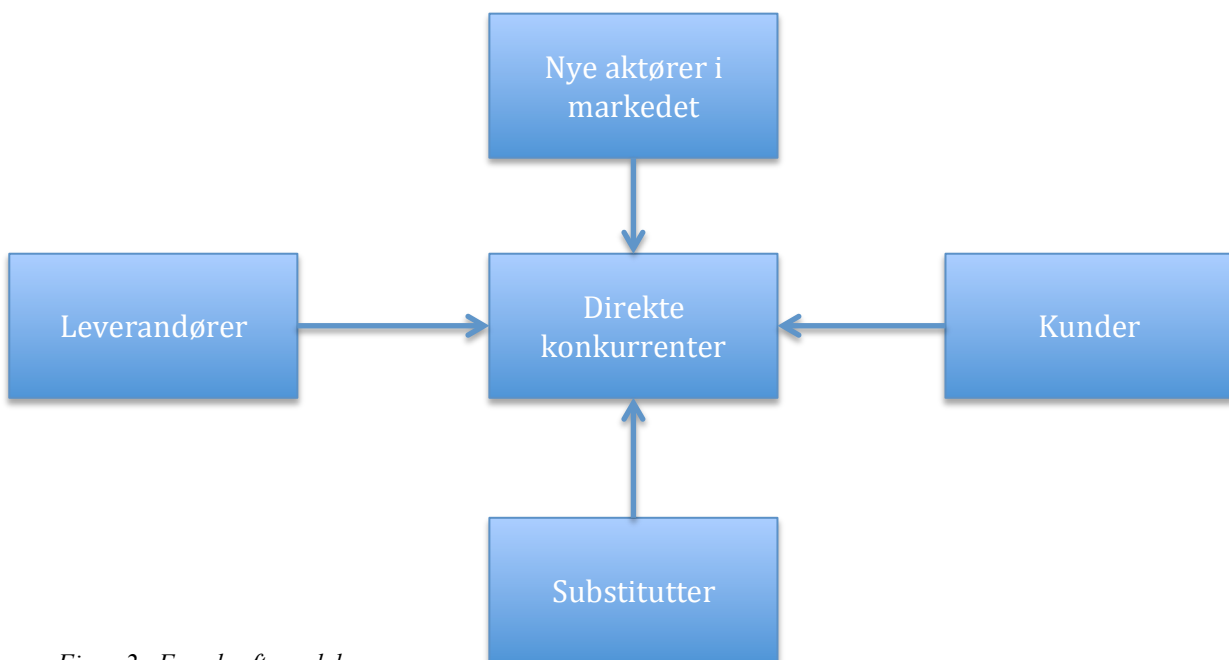 Nye aktører i
markedet
Leverandører
Direkte
konkurrenter
Kunder
Substitutter